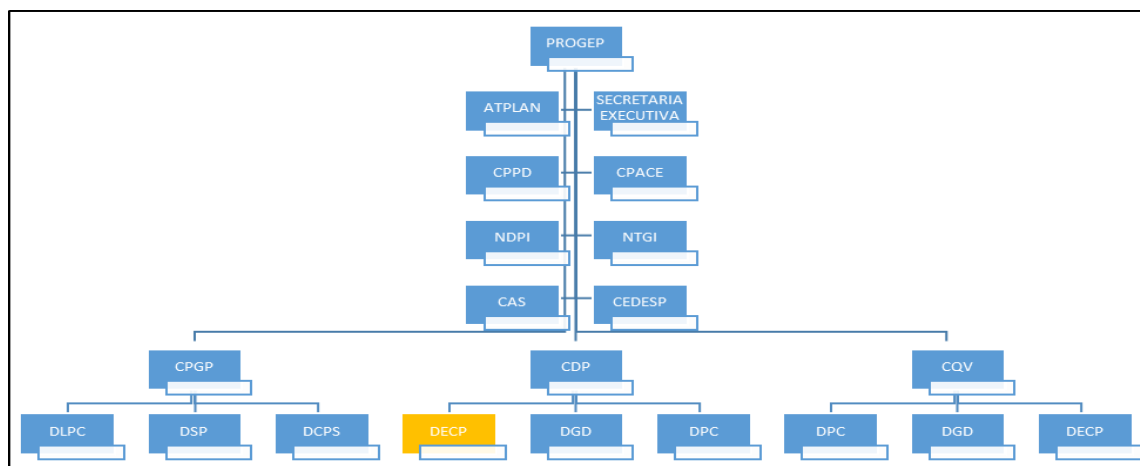 PROGEP
ATPLAN
SECRETARIA
EXECUTIVA
CPPD
CPACE
NDPI
NTGI
CAS
CEDESP
CPGP
CDP
CQV
DLPC
DSP
DCPS
DECP
DGD
DPC
DPC
DGD
DECP